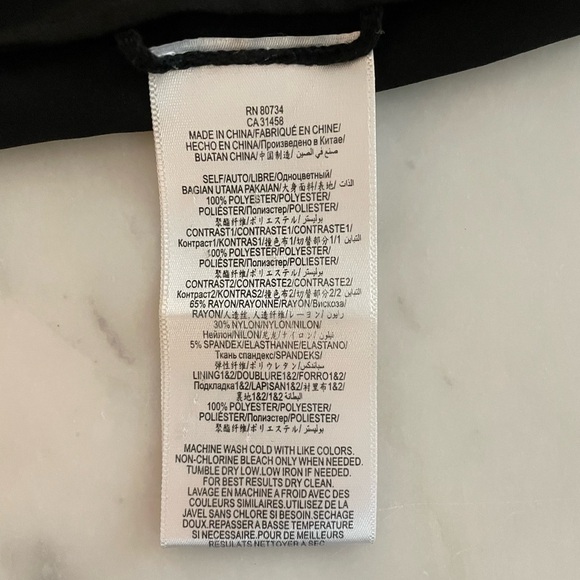 RN 80734
CA 31458
MADE IN CHINA/FABRIQUÉ EN CHINE/
HECHO EN CHINA/Произведено в Китае/
BUATAN CHINA/中国制造/صنع في الصين
SELF/AUTO/LIBRE/Одноцветный/
BAGIAN UTAMA PAKAIAN/大身面料/表地/الذات
100% POLYESTER/POLYESTER/
POLIÉSTER/Полиэстер/POLIESTER/
聚酯纤维/ポリエステル/بوليستر
CONTRAST1/CONTRASTE1/CONTRASTE1/
Контраст1/KONTRAS1/撞色布1/切替部分1/التباين 1
100% POLYESTER/POLYESTER/
POLIÉSTER/Полиэстер/POLIESTER/
聚酯纤维/ポリエステル/بوليستر
CONTRAST2/CONTRASTE2/CONTRASTE2/
Контраст2/KONTRAS2/撞色布2/切替部分2/التباين 2
65% RAYON/RAYONNE/RAYON/Вискоза/
RAYON/人造丝,人造纤维/レーヨン/رايون
30% NYLON/NYLON/NILON/
Нейлон/NILON/尼龙/ナイロン/نيلون
5% SPANDEX/ELASTHANNE/ELASTANO/
Ткань спандекс/SPANDEKS/
弹性纤维/ポリウレタン/سباندكس
LINING1&2/DOUBLURE1&2/FORRO1&2/
Подкладка1&2/LAPISAN1&2/衬里布1&2/
裏地1&2/البطانة 1&2
100% POLYESTER/POLYESTER/
POLIÉSTER/Полиэстер/POLIESTER/
聚酯纤维/ポリエステル/بوليستر
MACHINE WASH COLD WITH LIKE COLORS.
NON-CHLORINE BLEACH ONLY WHEN NEEDED.
TUMBLE DRY LOW.LOW IRON IF NEEDED.
FOR BEST RESULTS DRY CLEAN.
LAVAGE EN MACHINE A FROID AVEC DES
COULEURS SIMILAIRES.UTILISEZ DE LA
JAVEL SANS CHLORE SI BESOIN.SECHAGE
DOUX.REPASSER A BASSE TEMPERATURE
SI NECESSAIRE.POUR DE MEILLEURS
RESULATS NETTOYER A SEC